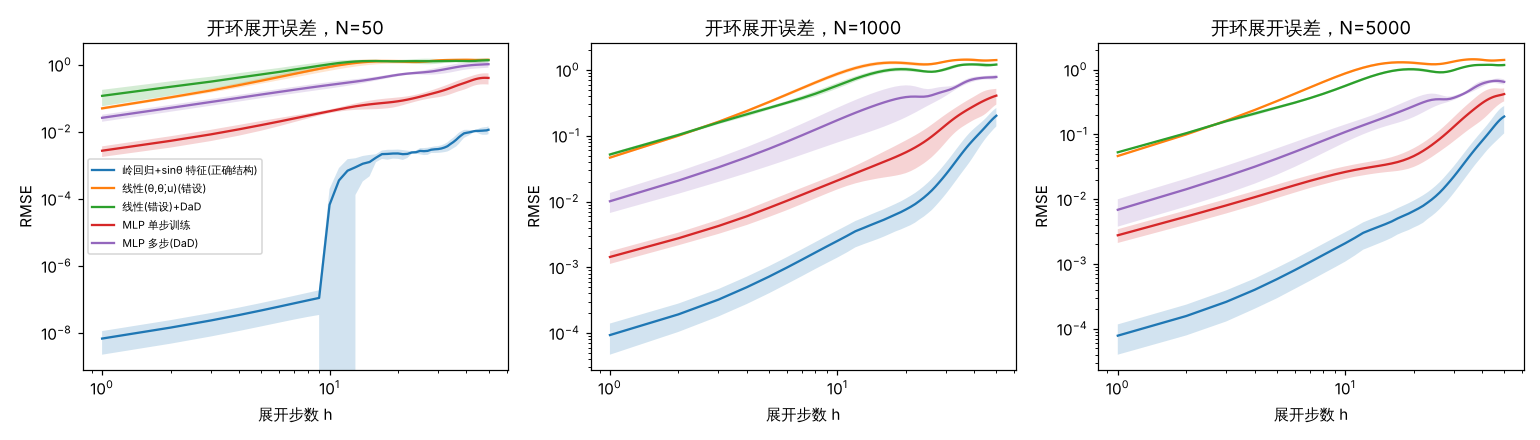 开环展开误差，N=50
RMSE
10⁰
10⁻²
10⁻⁴
10⁻⁶
10⁻⁸
岭回归+sinθ 特征(正确结构)
线性(θ,θ̇,u)(错设)
线性(错设)+DaD
MLP 单步训练
MLP 多步(DaD)
10⁰
10¹
展开步数 h
开环展开误差，N=1000
RMSE
10⁰
10⁻¹
10⁻²
10⁻³
10⁻⁴
10⁰
10¹
展开步数 h
开环展开误差，N=5000
RMSE
10⁰
10⁻¹
10⁻²
10⁻³
10⁻⁴
10⁰
10¹
展开步数 h